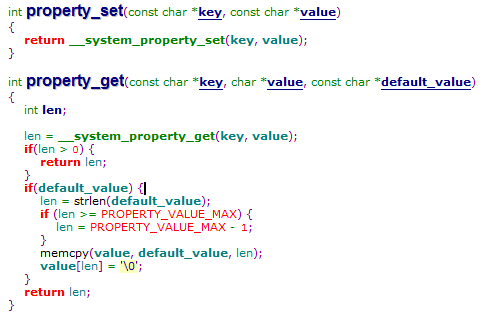 int property_set(const char *key, const char *value)
{
    return __system_property_set(key, value);
}

int property_get(const char *key, char *value, const char *default_value)
{
    int len;

    len = __system_property_get(key, value);
    if(len > 0) {
        return len;
    }
    if(default_value) {
        len = strlen(default_value);
        if (len >= PROPERTY_VALUE_MAX) {
            len = PROPERTY_VALUE_MAX - 1;
        }
        memcpy(value, default_value, len);
        value[len] = '\0';
    }
    return len;
}